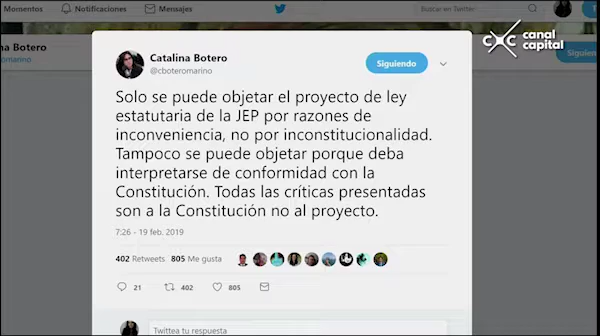 Momentos
Notificaciones
Mensajes
Buscar en Twitter
canal
capital
na Botero
oteromarino
Catalina Botero
@cboteromarino
Siguiendo
Solo se puede objetar el proyecto de ley
estatutaria de la JEP por razones de
inconveniencia, no por inconstitucionalidad.
Tampoco se puede objetar porque deba
interpretarse de conformidad con la
Constitución. Todas las críticas presentadas
son a la Constitución no al proyecto.
7:26 - 19 feb. 2019
402 Retweets 805 Me gusta
21 402 805
Twittea tu respuesta